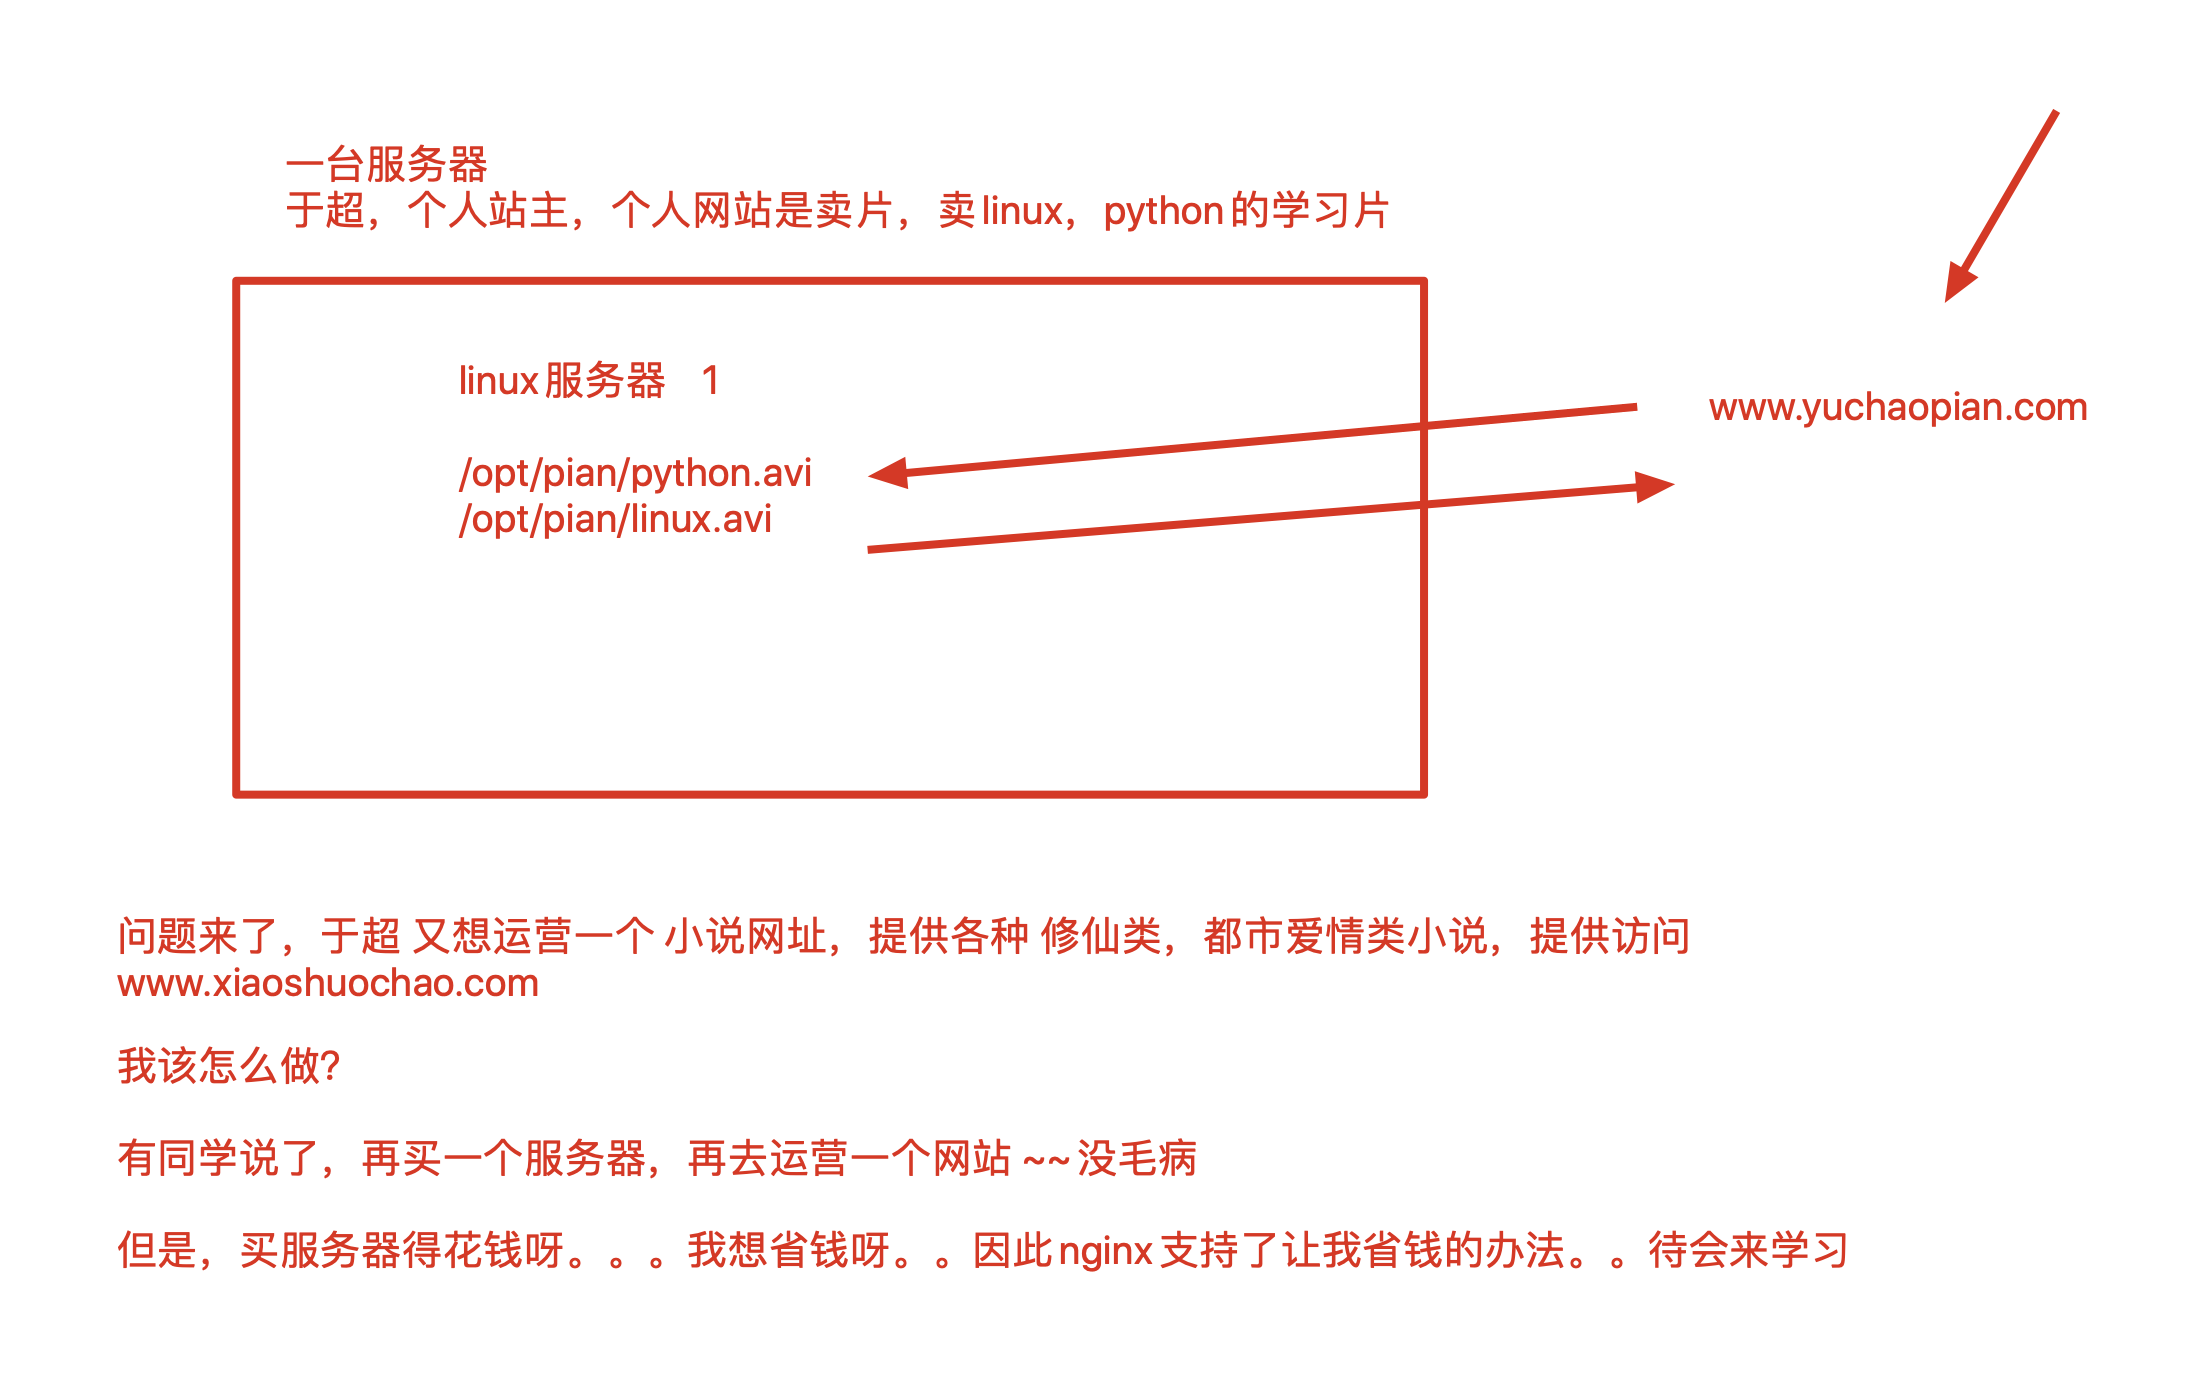 一台服务器
于超，个人站主，个人网站是卖片，卖linux，python的学习片
linux服务器 1
www.yuchaopian.com
/opt/pian/python.avi
/opt/pian/linux.avi
问题来了，于超 又想运营一个 小说网址，提供各种 修仙类，都市爱情类小说，提供访问
www.xiaoshuochao.com
我该怎么做?
有同学说了，再买一个服务器，再去运营一个网站 ~~没毛病
但是，买服务器得花钱呀。。。我想省钱呀。。因此nginx支持了让我省钱的办法。。待会来学习